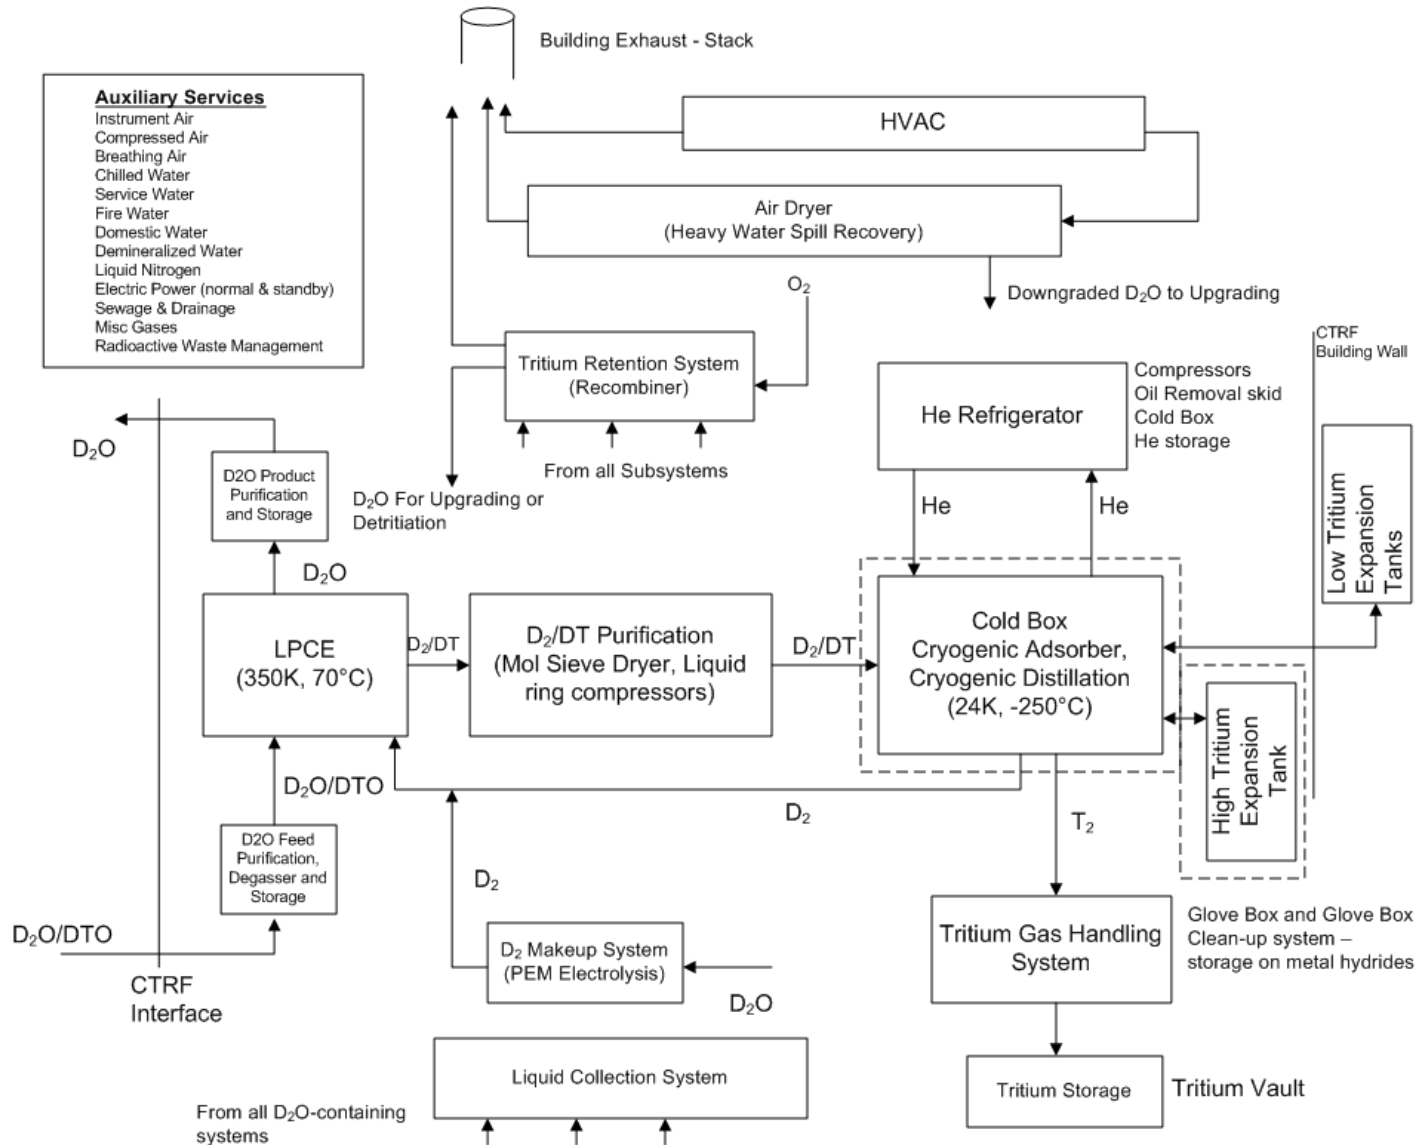 Building Exhaust - Stack
Auxiliary Services
Instrument Air
Compressed Air
Breathing Air
Chilled Water
Service Water
Fire Water
Domestic Water
Demineralized Water
Liquid Nitrogen
Electric Power (normal & standby)
Sewage & Drainage
Misc Gases
Radioactive Waste Management
HVAC
Air Dryer
(Heavy Water Spill Recovery)
O₂
Downgraded D₂O to Upgrading
Tritium Retention System
(Recombiner)
From all Subsystems
D₂O For Upgrading or
Detritiation
CTRF
Building Wall
He Refrigerator
Compressors
Oil Removal skid
Cold Box
He storage
He
He
Low Tritium
Expansion
Tanks
D₂O
D2O Product
Purification
and Storage
D₂O
LPCE
(350K, 70°C)
D₂/DT
D₂/DT Purification
(Mol Sieve Dryer, Liquid
ring compressors)
D₂/DT
Cold Box
Cryogenic Adsorber,
Cryogenic Distillation
(24K, -250°C)
High Tritium
Expansion
Tank
D₂O/DTO
D₂
T₂
D2O Feed
Purification,
Degasser and
Storage
D₂
D₂O/DTO
CTRF
Interface
D₂ Makeup System
(PEM Electrolysis)
D₂O
Tritium Gas Handling
System
Glove Box and Glove Box
Clean-up system –
storage on metal hydrides
Liquid Collection System
Tritium Storage
Tritium Vault
From all D₂O-containing
systems